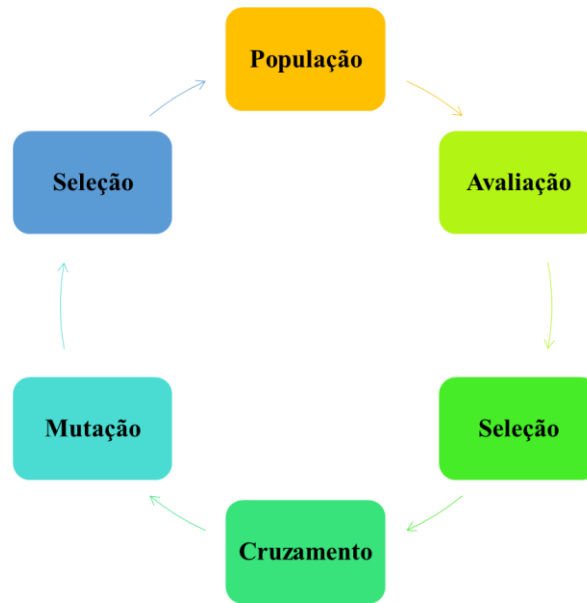 População
Avaliação
Seleção
Cruzamento
Mutação
Seleção